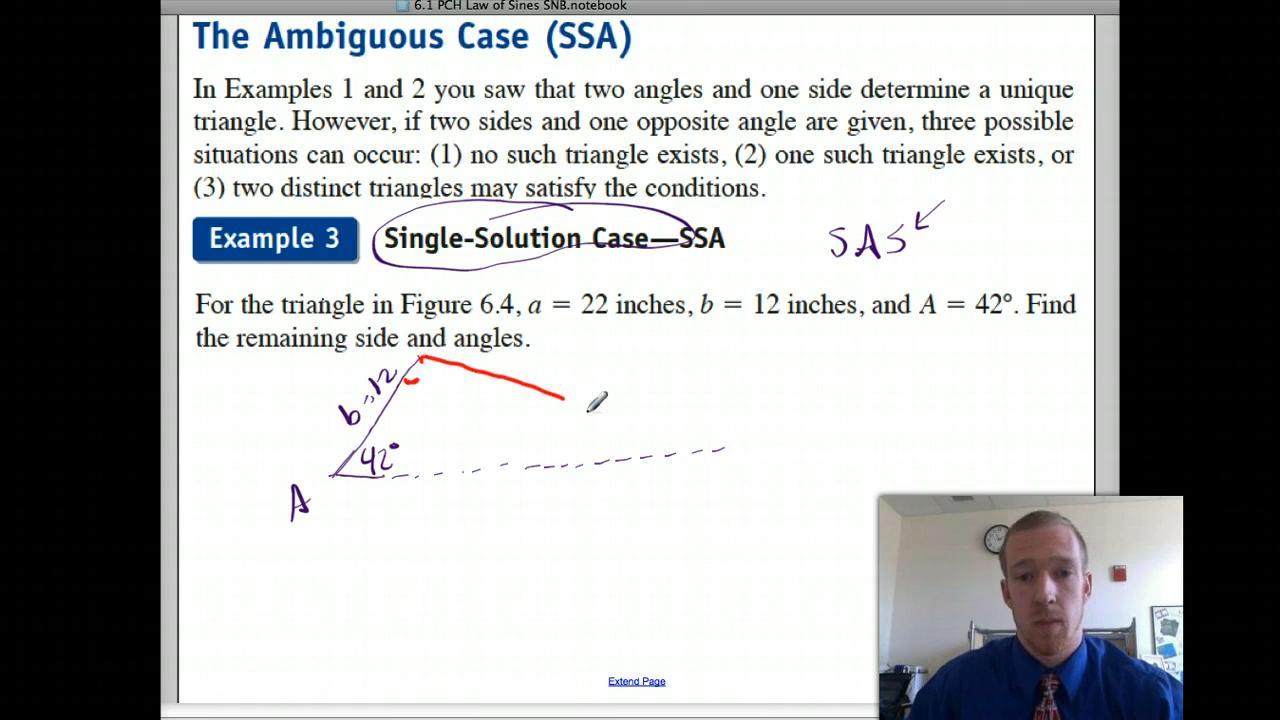 6.1 PCH Law of Sines SNB.notebook
The Ambiguous Case (SSA)
In Examples 1 and 2 you saw that two angles and one side determine a unique
triangle. However, if two sides and one opposite angle are given, three possible
situations can occur: (1) no such triangle exists, (2) one such triangle exists, or
(3) two distinct triangles may satisfy the conditions.
Example 3 Single-Solution Case—SSA
SAS
For the triangle in Figure 6.4, a = 22 inches, b = 12 inches, and A = 42°. Find
the remaining side and angles.
b = 12
42°
A
Extend Page